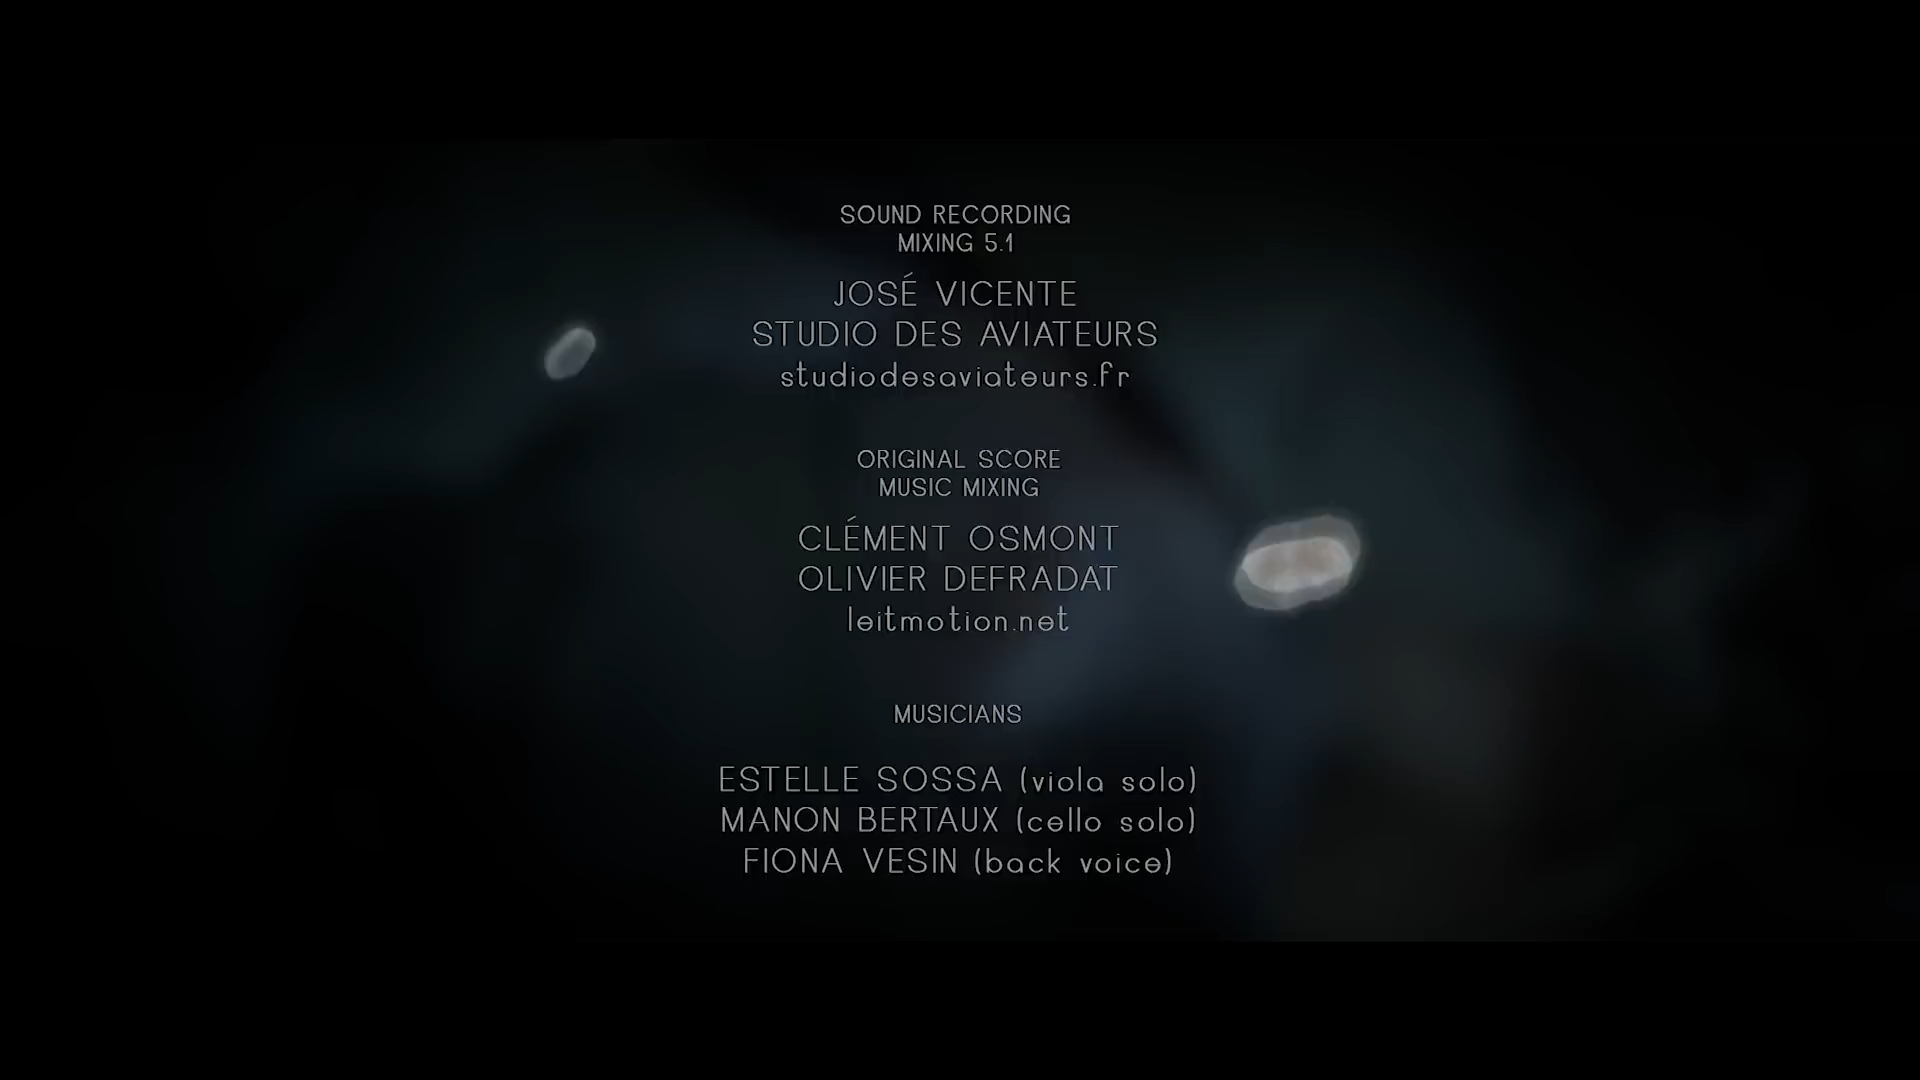 SOUND RECORDING
MIXING 5.1
JOSÉ VICENTE
STUDIO DES AVIATEURS
studiodesaviateurs.fr
ORIGINAL SCORE
MUSIC MIXING
CLÉMENT OSMONT
OLIVIER DEFRADAT
leitmotion.net
MUSICIANS
ESTELLE SOSSA (viola solo)
MANON BERTAUX (cello solo)
FIONA VESIN (back voice)